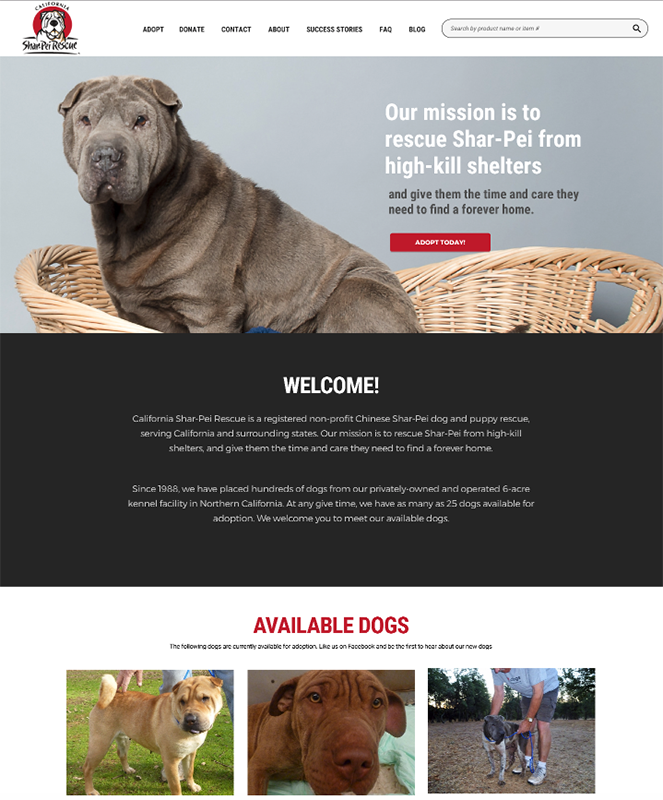 CALIFORNIA
Shar-Pei Rescue
ADOPT DONATE CONTACT ABOUT SUCCESS STORIES FAQ BLOG
Search by product name or item #
Our mission is to
rescue Shar-Pei from
high-kill shelters
and give them the time and care they
need to find a forever home.
ADOPT TODAY!
WELCOME!
California Shar-Pei Rescue is a registered non-profit Chinese Shar-Pei dog and puppy rescue,
serving California and surrounding states. Our mission is to rescue Shar-Pei from high-kill
shelters, and give them the time and care they need to find a forever home.
Since 1988, we have placed hundreds of dogs from our privately-owned and operated 6-acre
kennel facility in Northern California. At any give time, we have as many as 25 dogs available for
adoption. We welcome you to meet our available dogs.
AVAILABLE DOGS
The following dogs are currently available for adoption. Like us on Facebook and be the first to hear about our new dogs